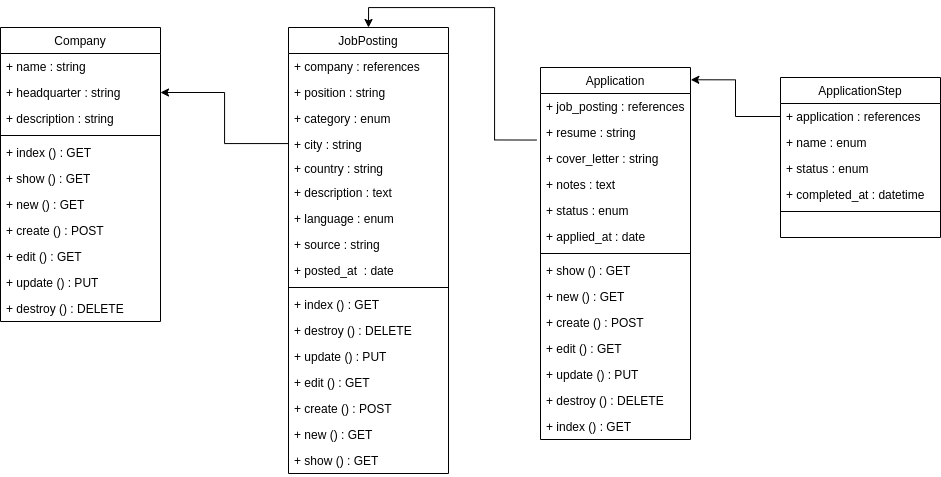 Company
+ name : string
+ headquarter : string
+ description : string
+ index () : GET
+ show () : GET
+ new () : GET
+ create () : POST
+ edit () : GET
+ update () : PUT
+ destroy () : DELETE
JobPosting
+ company : references
+ position : string
+ category : enum
+ city : string
+ country : string
+ description : text
+ language : enum
+ source : string
+ posted_at : date
+ index () : GET
+ destroy () : DELETE
+ update () : PUT
+ edit () : GET
+ create () : POST
+ new () : GET
+ show () : GET
Application
+ job_posting : references
+ resume : string
+ cover_letter : string
+ notes : text
+ status : enum
+ applied_at : date
+ show () : GET
+ new () : GET
+ create () : POST
+ edit () : GET
+ update () : PUT
+ destroy () : DELETE
+ index () : GET
ApplicationStep
+ application : references
+ name : enum
+ status : enum
+ completed_at : datetime